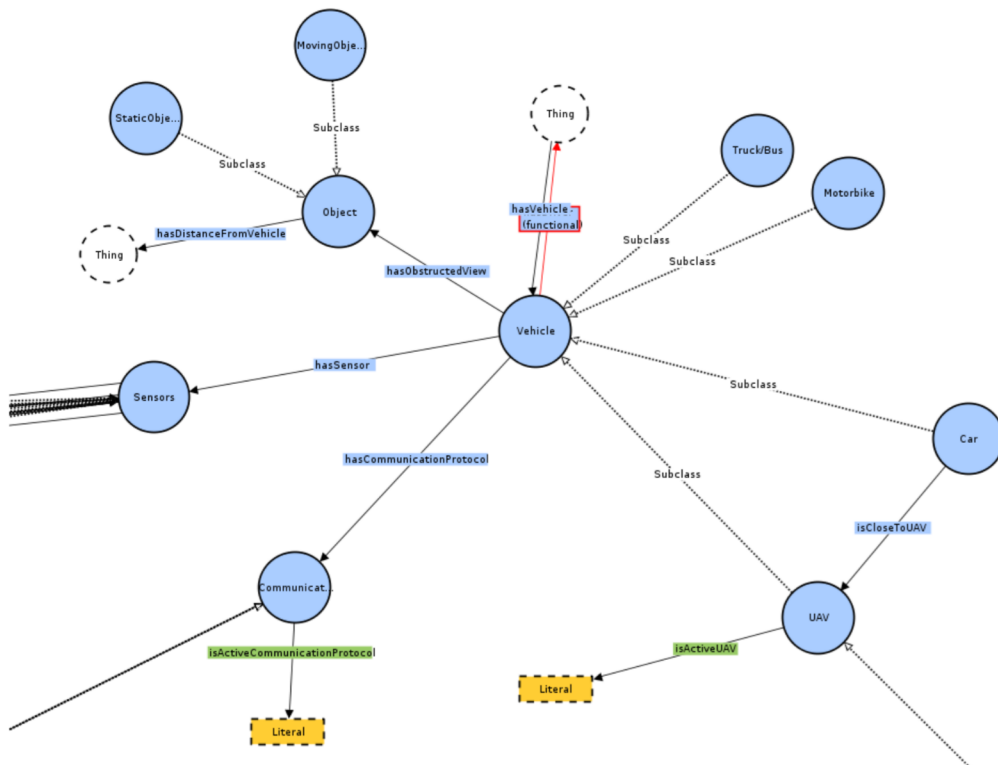 MovingObje...
StaticObje...
Thing
Subclass
Truck/Bus
Subclass
Motorbike
Object
hasVehicle
(functional)
hasDistanceFromVehicle
Thing
Subclass
Subclass
hasObstructedView
Vehicle
hasSensor
Subclass
Sensors
Car
hasCommunicationProtocol
Subclass
isCloseToUAV
Communicat...
UAV
isActiveCommunicationProtocol
isActiveUAV
Literal
Literal